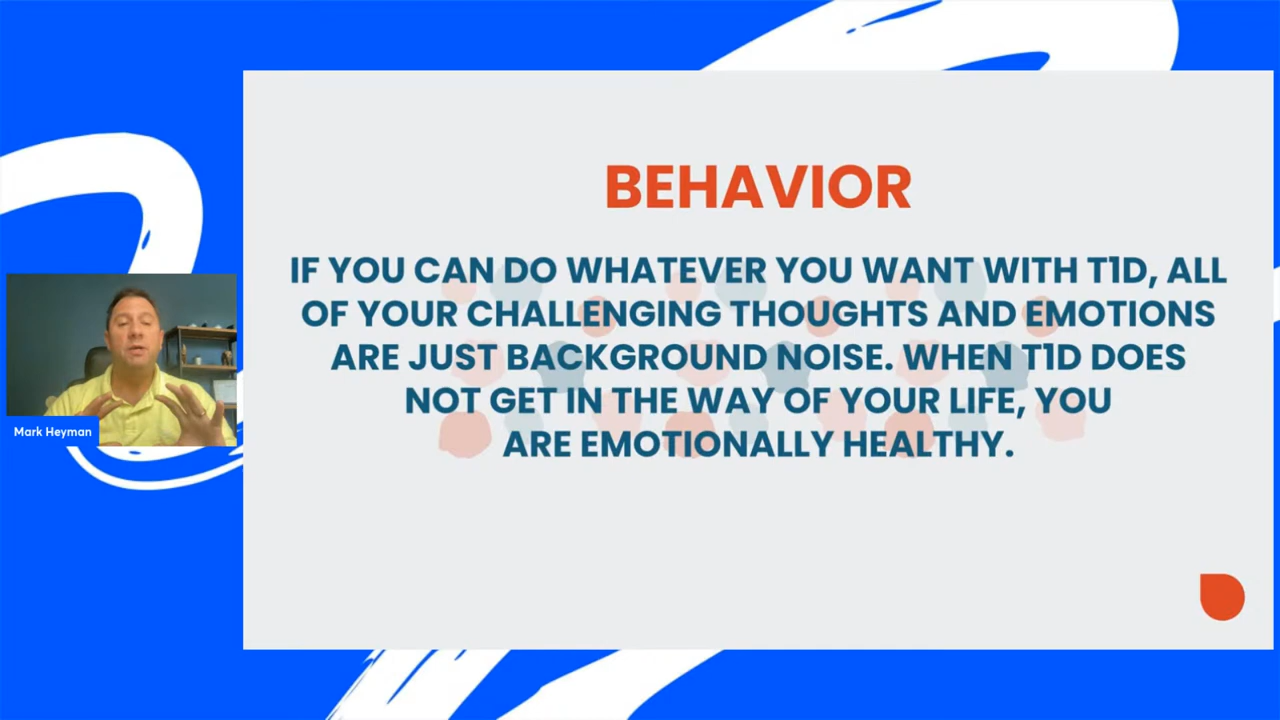 BEHAVIOR
IF YOU CAN DO WHATEVER YOU WANT WITH T1D, ALL
OF YOUR CHALLENGING THOUGHTS AND EMOTIONS
ARE JUST BACKGROUND NOISE. WHEN T1D DOES
NOT GET IN THE WAY OF YOUR LIFE, YOU
ARE EMOTIONALLY HEALTHY.
Mark Heyman